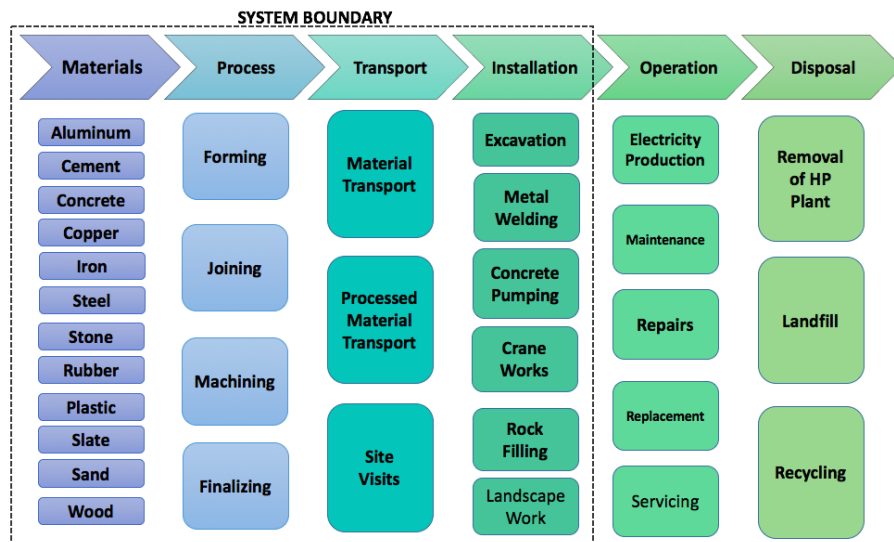 SYSTEM BOUNDARY
Materials
Process
Transport
Installation
Operation
Disposal
Aluminum
Cement
Concrete
Copper
Iron
Steel
Stone
Rubber
Plastic
Slate
Sand
Wood
Forming
Joining
Machining
Finalizing
Material
Transport
Processed
Material
Transport
Site
Visits
Excavation
Metal
Welding
Concrete
Pumping
Crane
Works
Rock
Filling
Landscape
Work
Electricity
Production
Maintenance
Repairs
Replacement
Servicing
Removal
of HP
Plant
Landfill
Recycling